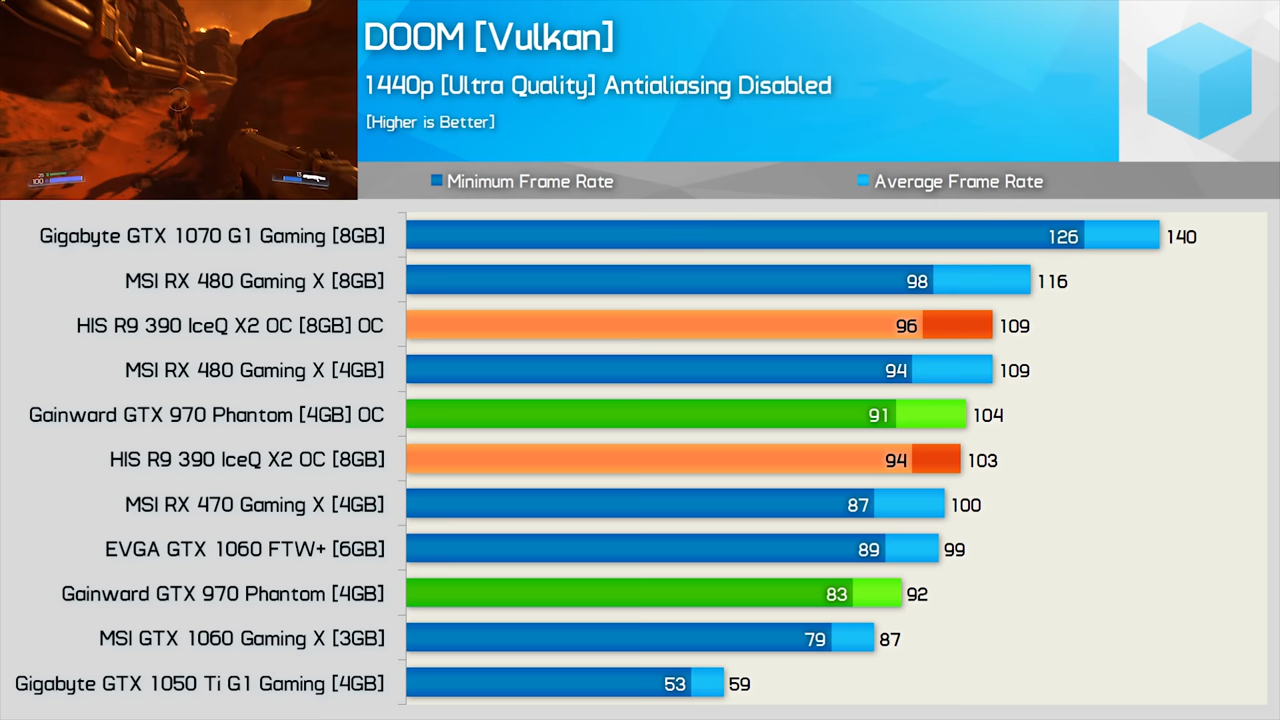 DOOM [Vulkan]
1440p [Ultra Quality] Antialiasing Disabled
[Higher is Better]
Minimum Frame Rate
Average Frame Rate
Gigabyte GTX 1070 G1 Gaming [8GB] 126 140
MSI RX 480 Gaming X [8GB] 98 116
HIS R9 390 IceQ X2 OC [8GB] OC 96 109
MSI RX 480 Gaming X [4GB] 94 109
Gainward GTX 970 Phantom [4GB] OC 91 104
HIS R9 390 IceQ X2 OC [8GB] 94 103
MSI RX 470 Gaming X [4GB] 87 100
EVGA GTX 1060 FTW+ [6GB] 89 99
Gainward GTX 970 Phantom [4GB] 83 92
MSI GTX 1060 Gaming X [3GB] 79 87
Gigabyte GTX 1050 Ti G1 Gaming [4GB] 53 59